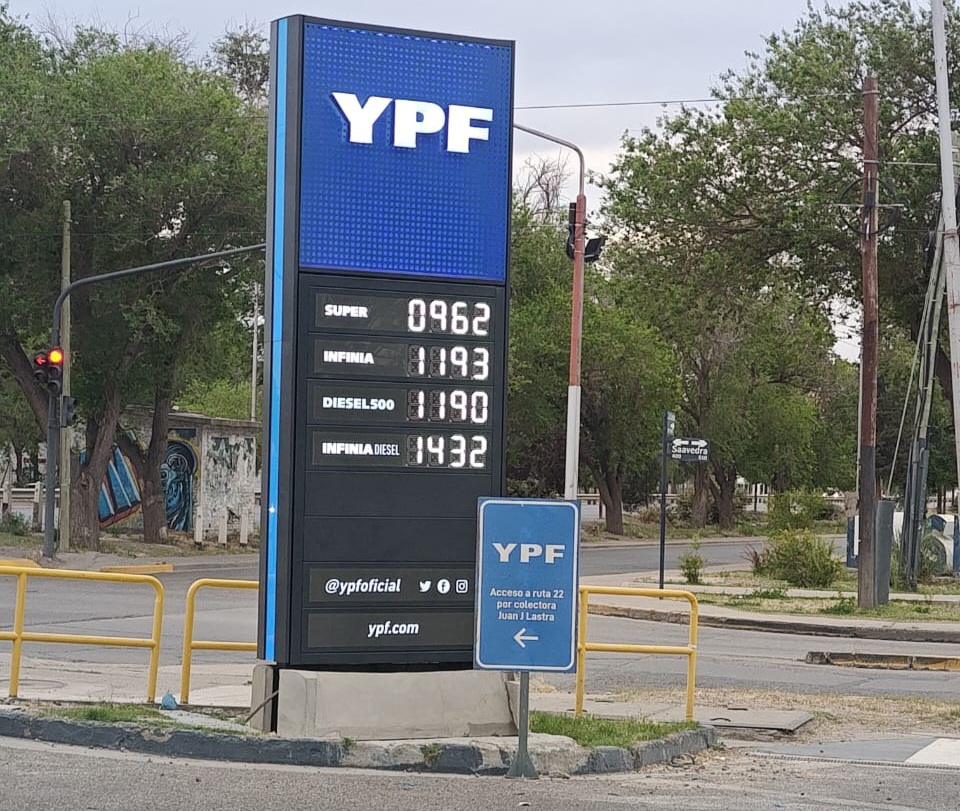 YPF
SUPER 0962
INFINIA 1193
DIESEL500 1190
INFINIA DIESEL 1432
@ypfoficial
ypf.com
YPF
Acceso a ruta 22
por colectora
Juan J Lastra
Saavedra